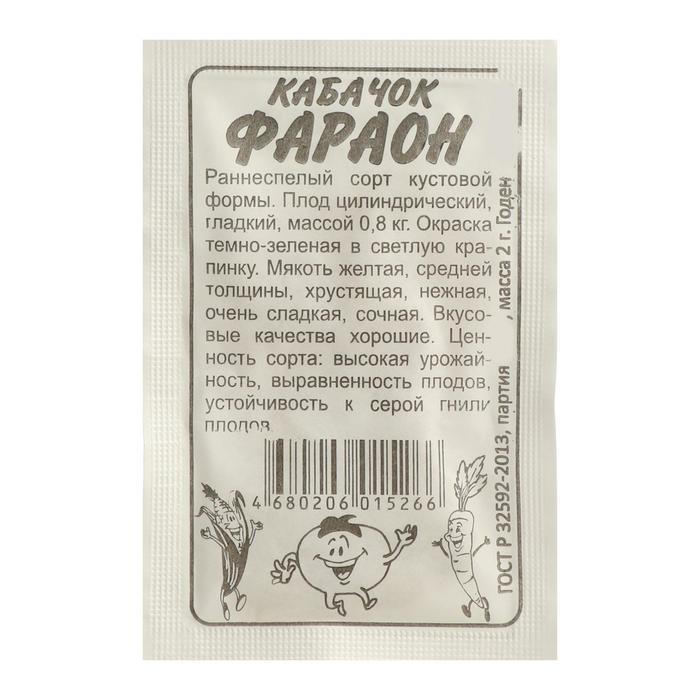 КАБАЧОК
ФАРАОН
Раннеспелый сорт кустовой
формы. Плод цилиндрический,
гладкий, массой 0,8 кг. Окраска
темно-зеленая в светлую кра-
пинку. Мякоть желтая, средней
толщины, хрустящая, нежная,
очень сладкая, сочная. Вкусо-
вые качества хорошие. Цен-
ность сорта: высокая урожай-
ность, выравненность плодов,
устойчивость к серой гнили
плодов
4 680206 015266
ГОСТ Р 32592-2013, партия , масса 2 г. Годен